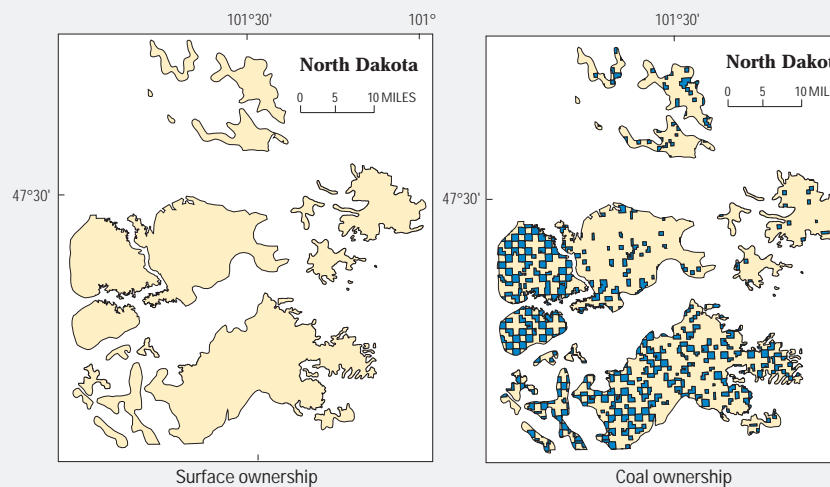 101°30'
101°
North Dakota
0 5 10 MILES
47°30'
Surface ownership
101°30'
North Dakot
0 5 10 MILE
47°30'
Coal ownership